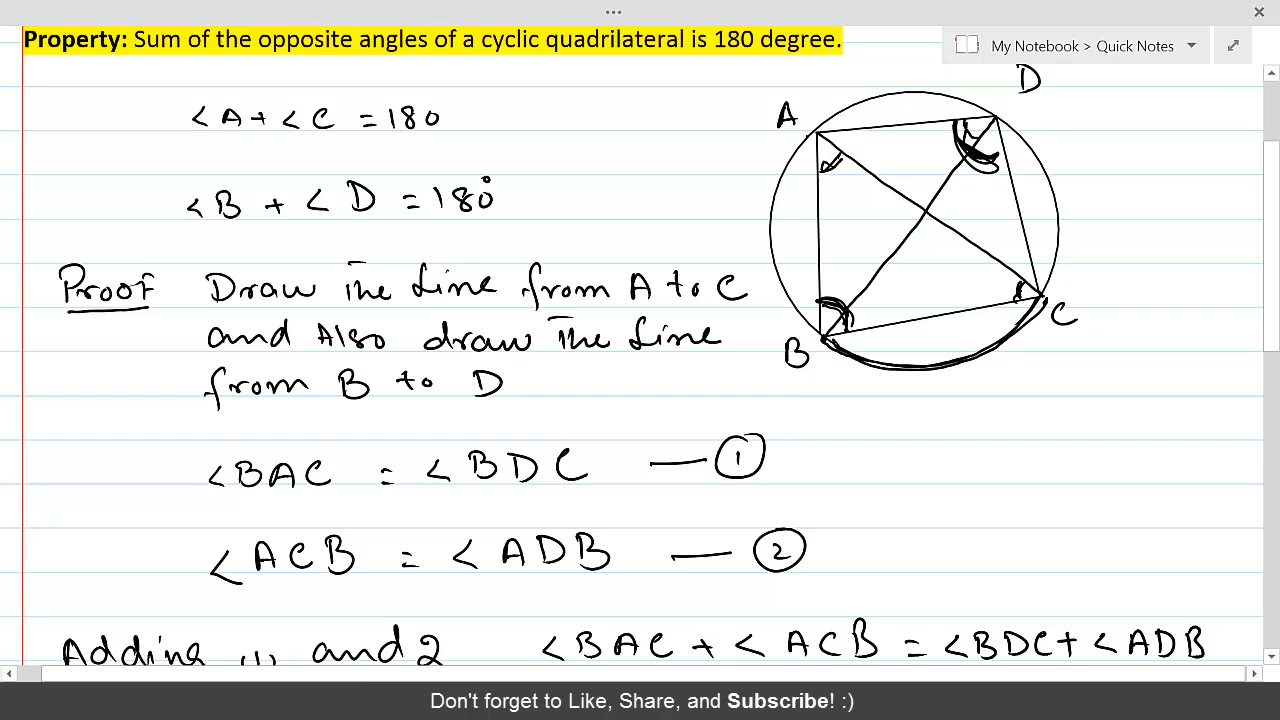 Property: Sum of the opposite angles of a cyclic quadrilateral is 180 degree.
My Notebook > Quick Notes
D
A
<A + <C = 180
<B + <D = 180°
Proof Draw the Line from A to C
C
and Also draw the Line
B
from B to D
<BAC = <BDC — 1
<ACB = <ADB — 2
Adding (1) and 2 <BAC + <ACB = <BDC + <ADB
Don't forget to Like, Share, and Subscribe! :)